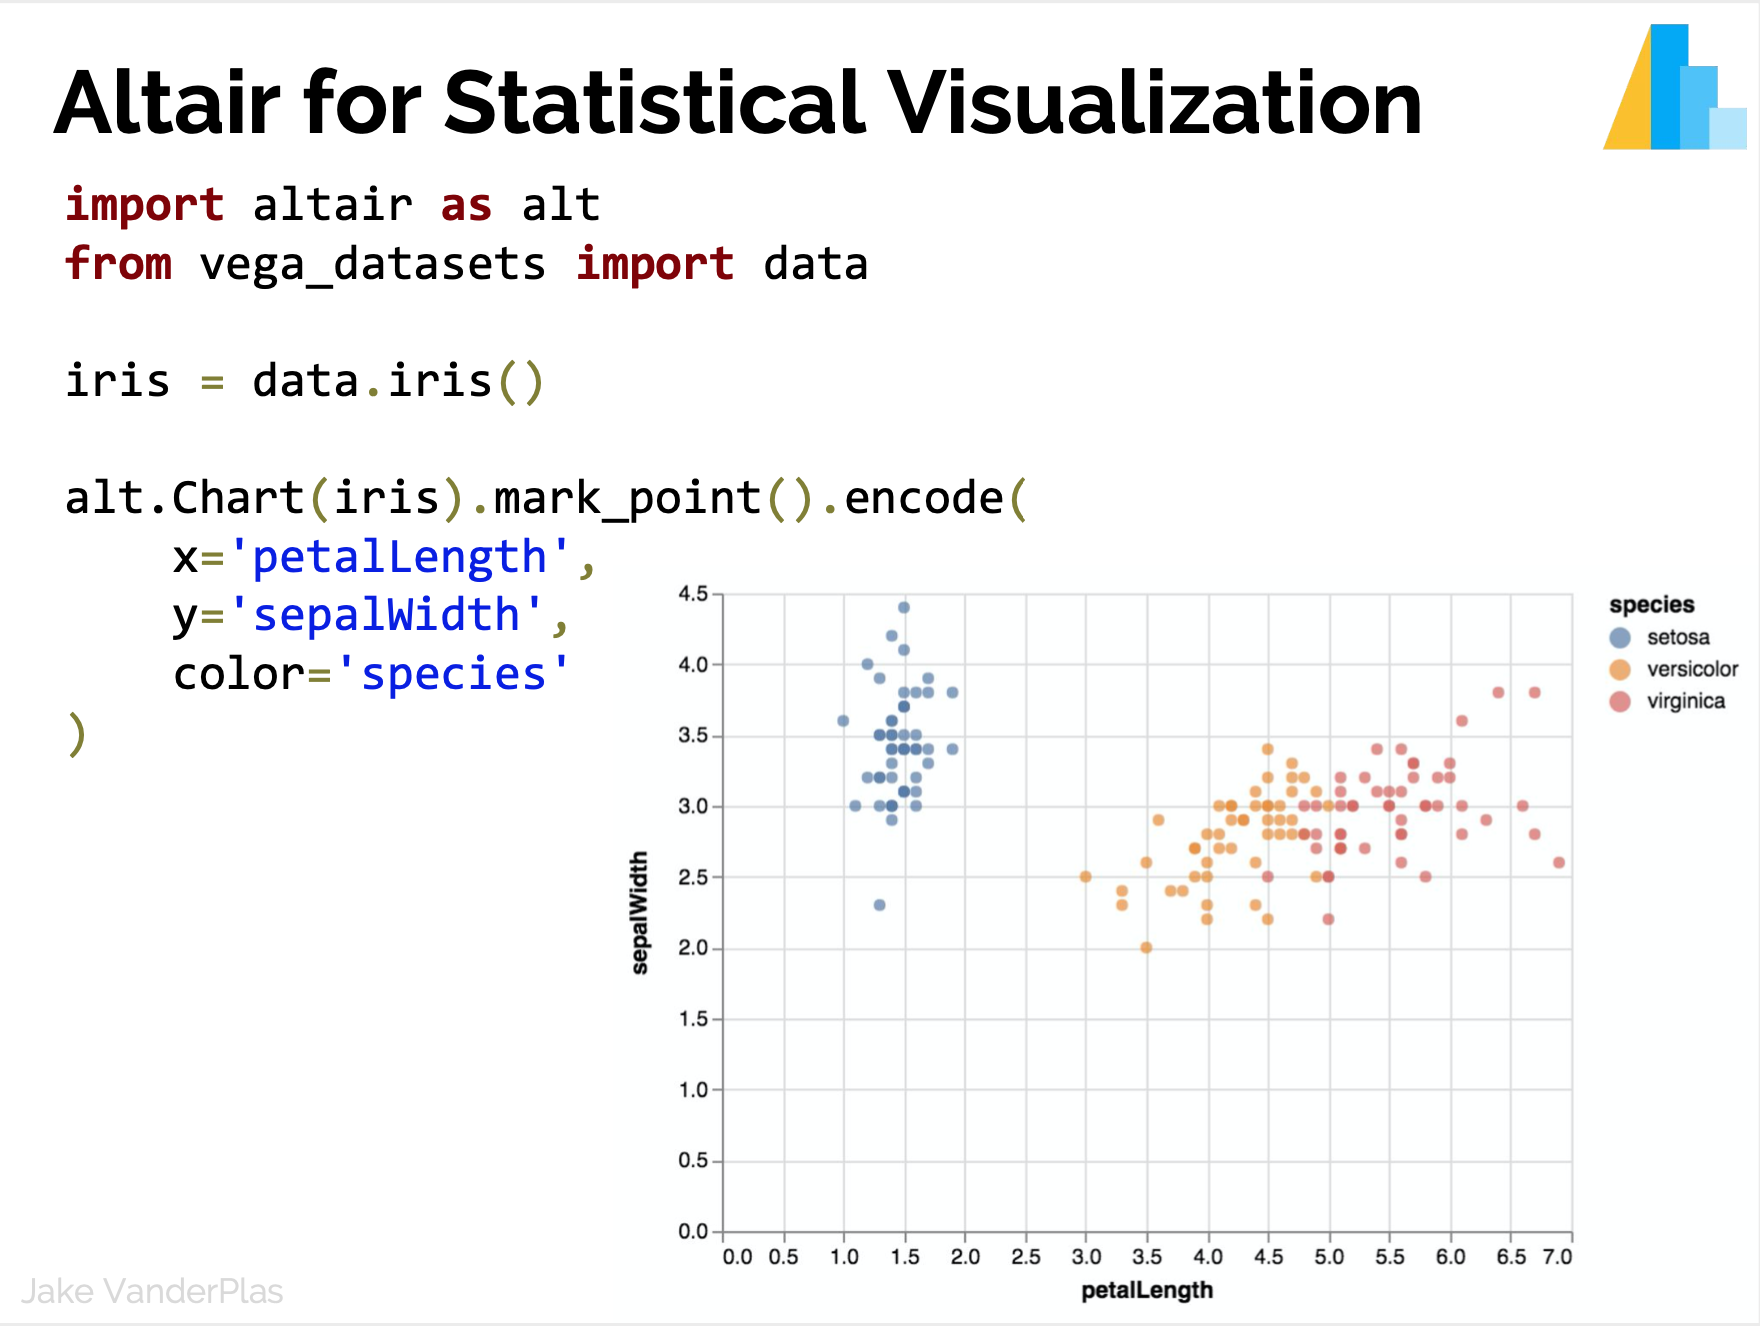 Altair for Statistical Visualization
import altair as alt
from vega_datasets import data
iris = data.iris()
alt.Chart(iris).mark_point().encode(
    x='petalLength',
    y='sepalWidth',
    color='species'
)
4.5
4.0
3.5
3.0
2.5
2.0
1.5
1.0
0.5
0.0
sepalWidth
0.0 0.5 1.0 1.5 2.0 2.5 3.0 3.5 4.0 4.5 5.0 5.5 6.0 6.5 7.0
petalLength
species
setosa
versicolor
virginica
Jake VanderPlas